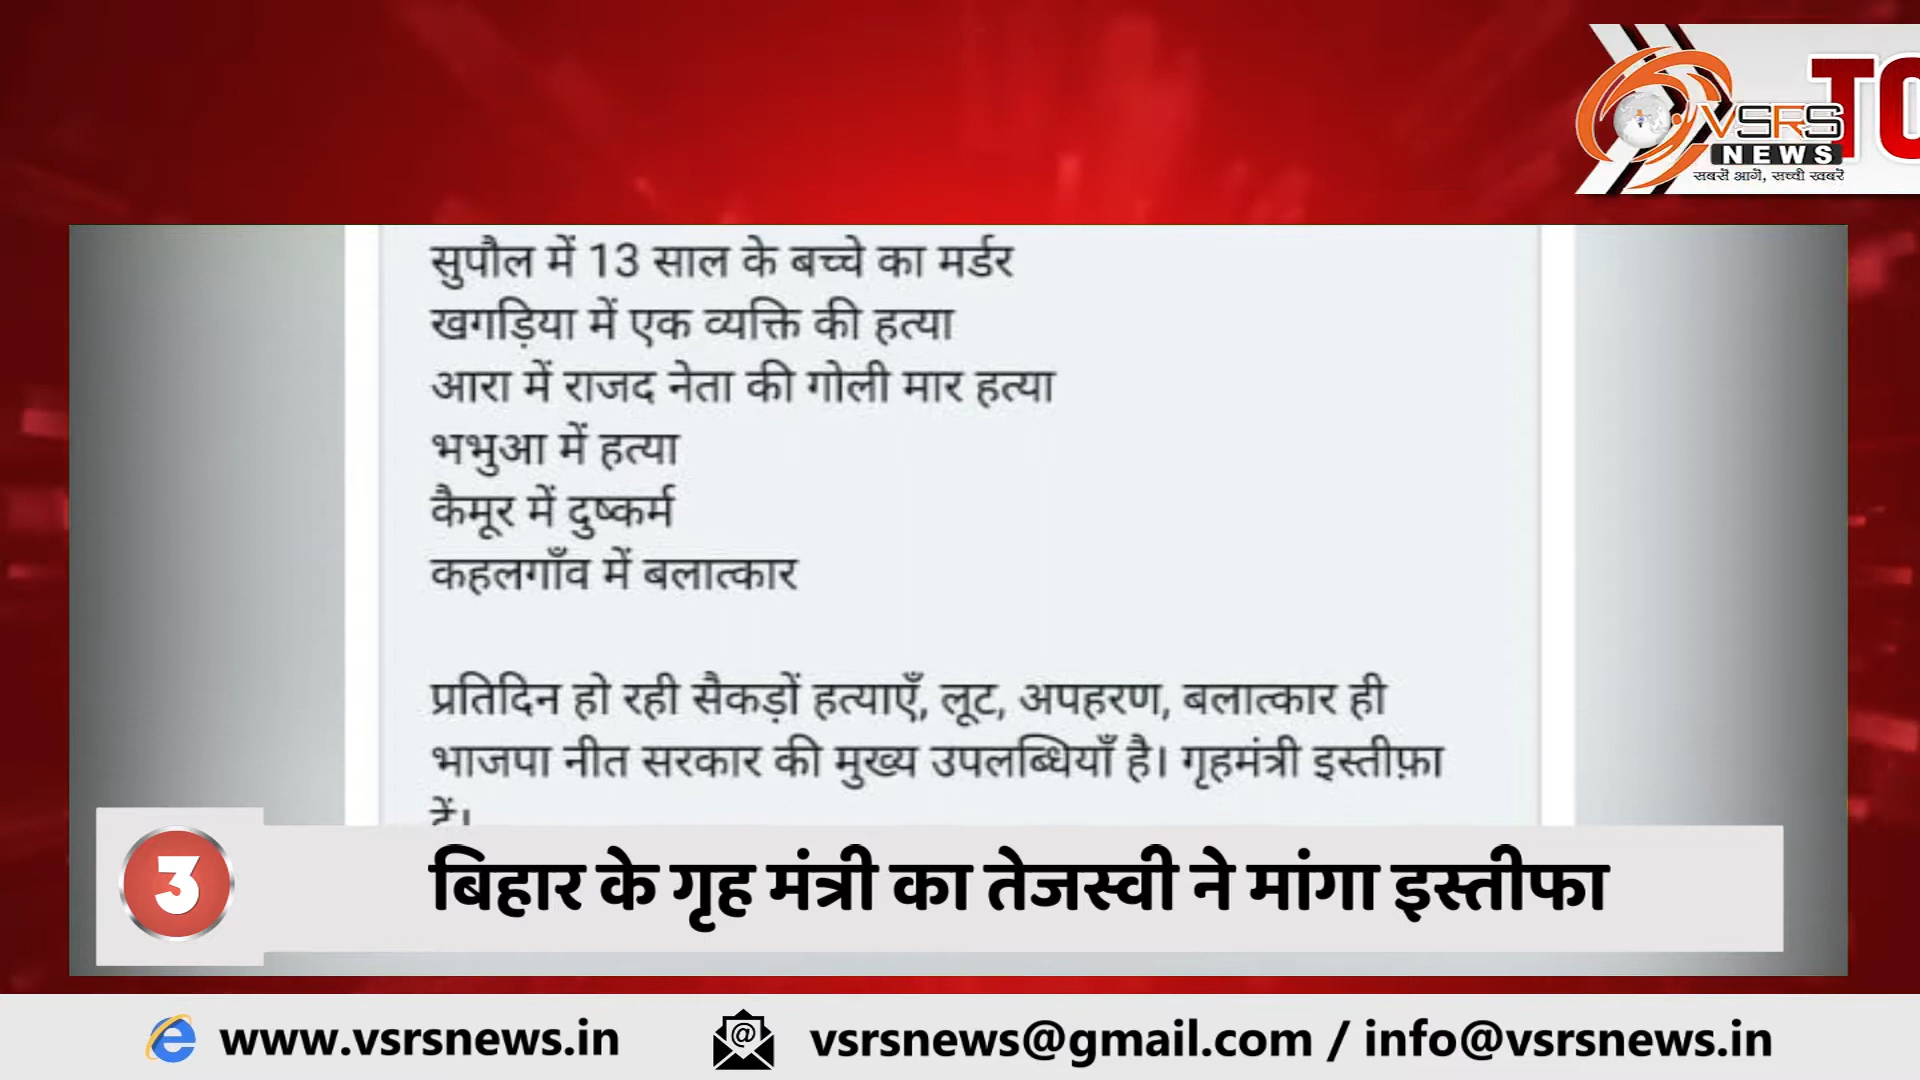 TO
VSRS
NEWS
सबसे आगे, सच्ची खबरें
सुपौल में 13 साल के बच्चे का मर्डर
खगड़िया में एक व्यक्ति की हत्या
आरा में राजद नेता की गोली मार हत्या
भभुआ में हत्या
कैमूर में दुष्कर्म
कहलगाँव में बलात्कार
प्रतिदिन हो रही सैकड़ों हत्याएँ, लूट, अपहरण, बलात्कार ही
भाजपा नीत सरकार की मुख्य उपलब्धियाँ है। गृहमंत्री इस्तीफ़ा
दें।
3
बिहार के गृह मंत्री का तेजस्वी ने मांगा इस्तीफा
www.vsrsnews.in
vsrsnews@gmail.com / info@vsrsnews.in